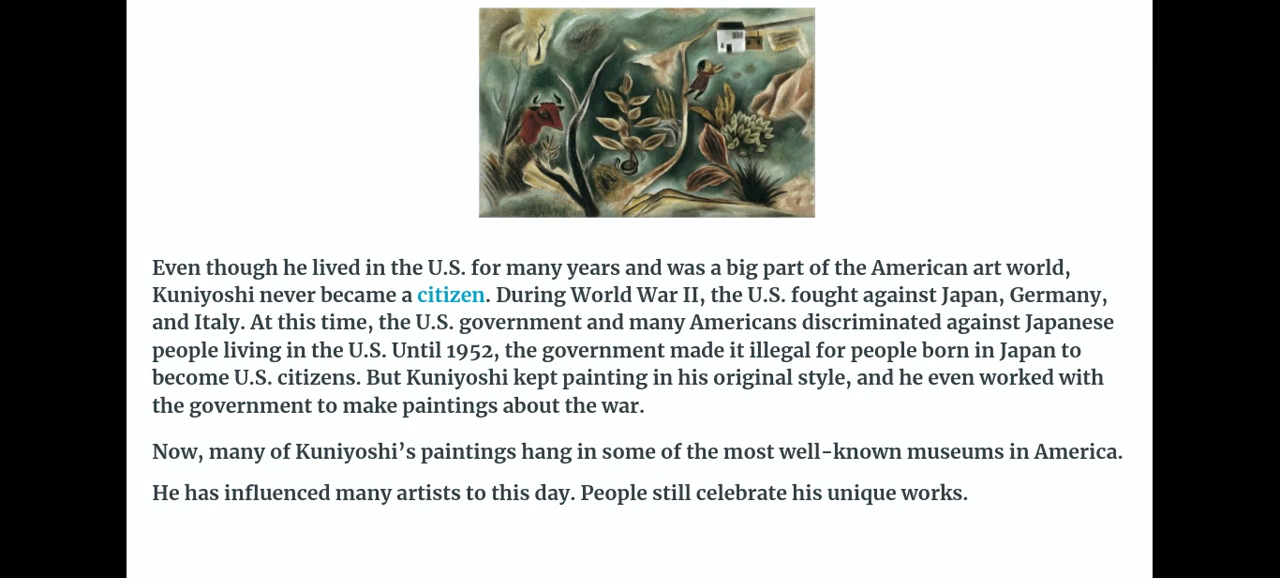 Even though he lived in the U.S. for many years and was a big part of the American art world,
Kuniyoshi never became a citizen. During World War II, the U.S. fought against Japan, Germany,
and Italy. At this time, the U.S. government and many Americans discriminated against Japanese
people living in the U.S. Until 1952, the government made it illegal for people born in Japan to
become U.S. citizens. But Kuniyoshi kept painting in his original style, and he even worked with
the government to make paintings about the war.
Now, many of Kuniyoshi’s paintings hang in some of the most well-known museums in America.
He has influenced many artists to this day. People still celebrate his unique works.